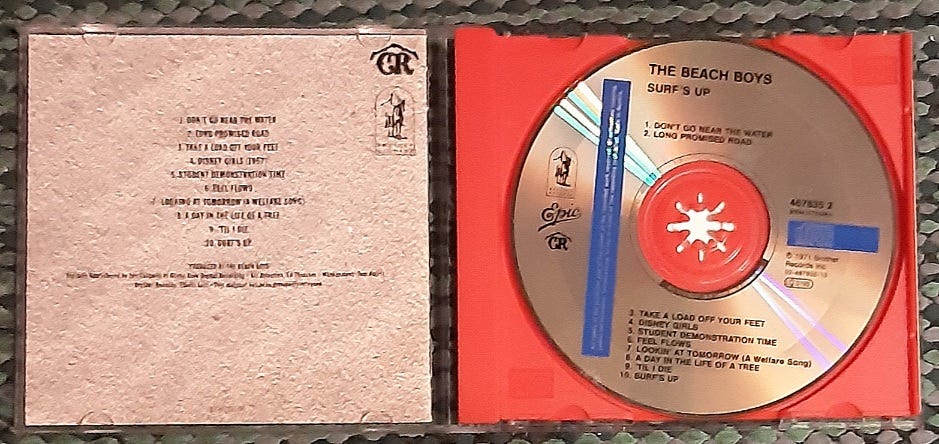 CR
1. DON'T GO NEAR THE WATER
2. LONG PROMISED ROAD
3. TAKE A LOAD OFF YOUR FEET
4. DISNEY GIRLS (1957)
5. STUDENT DEMONSTRATION TIME
6. FEEL FLOWS
7. LOOKING AT TOMORROW (A WELFARE SONG)
8. A DAY IN THE LIFE OF A TREE
9. 'TIL I DIE
10. SURF'S UP
PRODUCED BY THE BEACH BOYS
THE BEACH BOYS
SURF'S UP
1. DON'T GO NEAR THE WATER
2. LONG PROMISED ROAD
Epic
CR
467835 2
© 1971 Brother
Records Inc.
3. TAKE A LOAD OFF YOUR FEET
4. DISNEY GIRLS
5. STUDENT DEMONSTRATION TIME
6. FEEL FLOWS
7. LOOKIN' AT TOMORROW (A Welfare Song)
8. A DAY IN THE LIFE OF A TREE
9. 'TIL I DIE
10. SURF'S UP